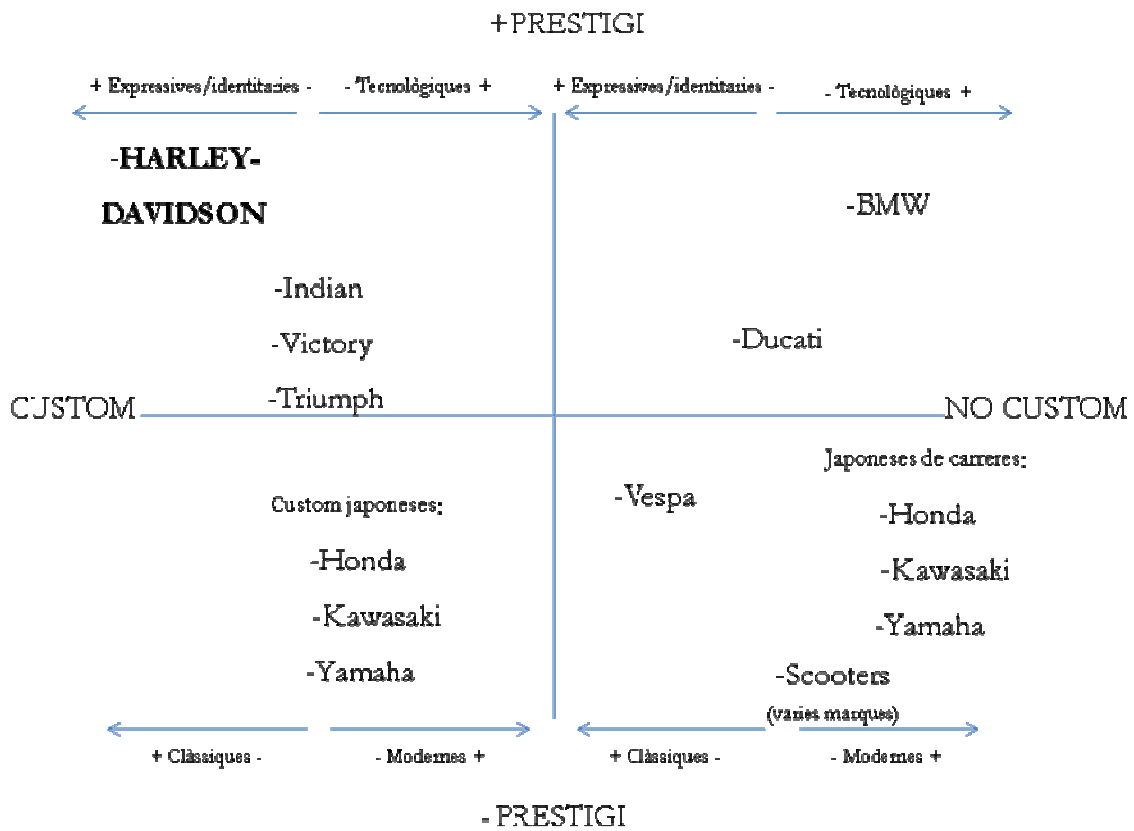 +PRESTIGI
+ Expressives/identitaries - - Tecnològiques + + Expressives/identitaries - - Tecnològiques +
-HARLEY-
DAVIDSON
-BMW
-Indian
-Victory
-Ducati
-Triumph
CUSTOM
NO CUSTOM
Japoneses de carreres:
Custom japoneses:
-Vespa
-Honda
-Honda
-Kawasaki
-Kawasaki
-Yamaha
-Yamaha
-Scooters
(varies marques)
+ Clàssiques - - Modernes + + Clàssiques - - Modernes +
- PRESTIGI